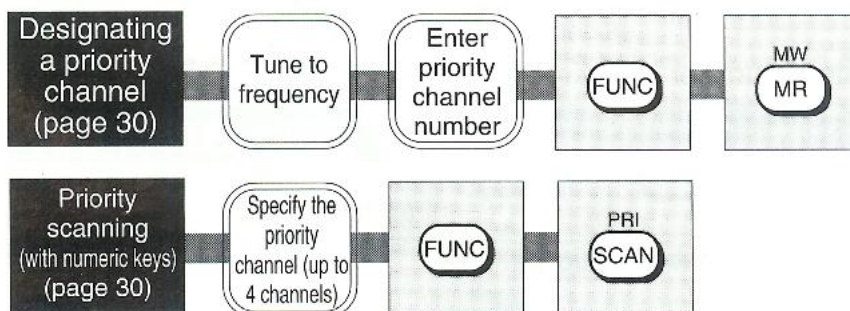 Designating
a priority
channel
(page 30)
Tune to
frequency
Enter
priority
channel
number
FUNC
MW
MR
Priority
scanning
(with numeric keys)
(page 30)
Specify the
priority
channel (up to
4 channels)
FUNC
PRI
SCAN